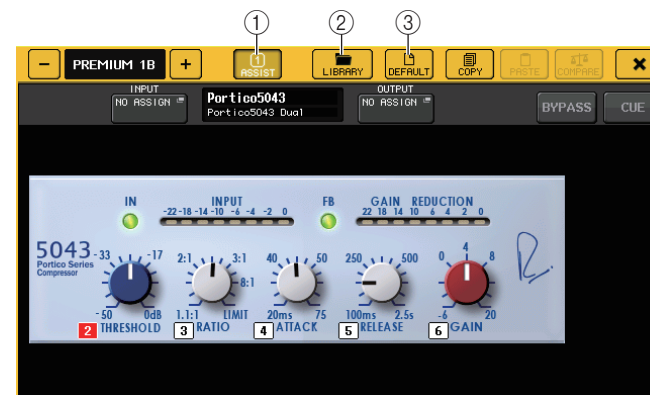 ① ② ③
− PREMIUM 1B + 1 ASSIST LIBRARY DEFAULT COPY PASTE COMPARE ×
INPUT OUTPUT
NO ASSIGN Portico5043 NO ASSIGN BYPASS CUE
Portico5043 Dual
IN INPUT FB GAIN REDUCTION
-22 -18 -14 -10 -6 -4 -2 0 22 18 14 10 6 4 2 0
5043
Portico Series
Compressor
-33 -17 2:1 3:1 40 50 250 500 0 4 8
8:1
-50 0dB 1.1:1 LIMIT 20ms 75 100ms 2.5s -6 20
2 THRESHOLD 3 RATIO 4 ATTACK 5 RELEASE 6 GAIN